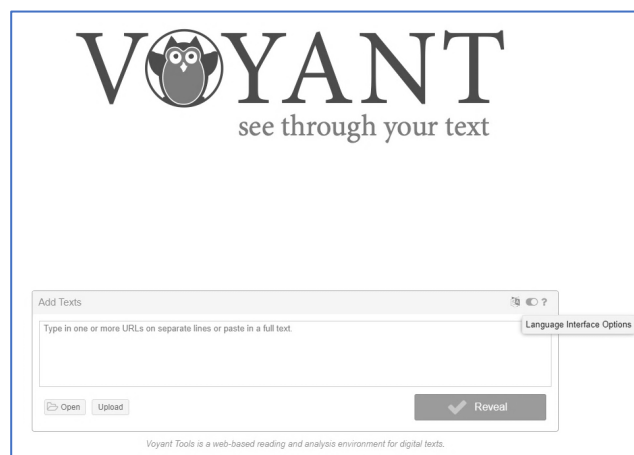 VOYANT
see through your text
Add Texts
?
Language Interface Options
Type in one or more URLs on separate lines or paste in a full text.
Open Upload
Reveal
Voyant Tools is a web-based reading and analysis environment for digital texts.